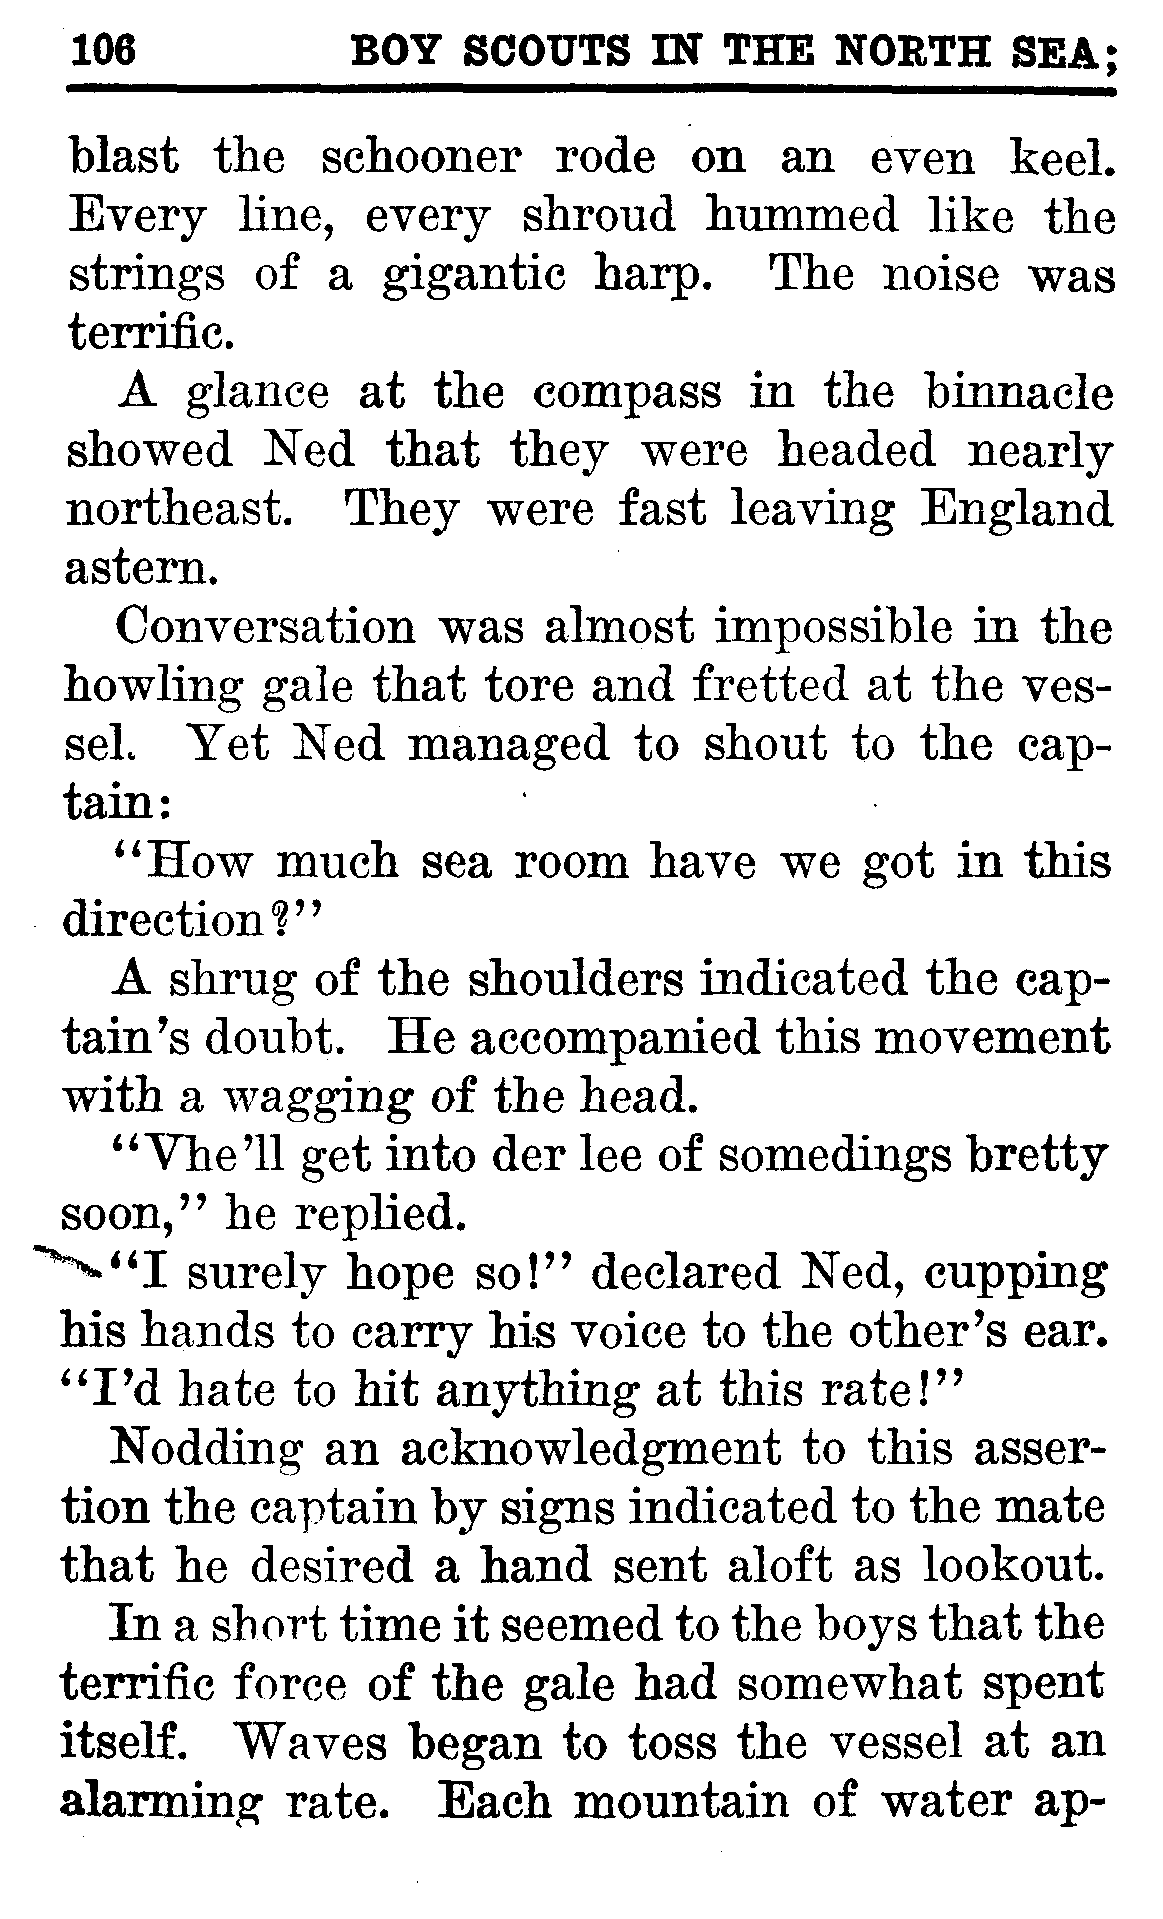 106 BOY SCOUTS IN THE NORTH SEA;
blast the schooner rode on an even keel.
Every line, every shroud hummed like the
strings of a gigantic harp. The noise was
terrific.
A glance at the compass in the binnacle
showed Ned that they were headed nearly
northeast. They were fast leaving England
astern.
Conversation was almost impossible in the
howling gale that tore and fretted at the ves-
sel. Yet Ned managed to shout to the cap-
tain:
“How much sea room have we got in this
direction?”
A shrug of the shoulders indicated the cap-
tain’s doubt. He accompanied this movement
with a wagging of the head.
“Vhe’ll get into der lee of somedings bretty
soon,” he replied.
“I surely hope so!” declared Ned, cupping
his hands to carry his voice to the other’s ear.
“I’d hate to hit anything at this rate!”
Nodding an acknowledgment to this asser-
tion the captain by signs indicated to the mate
that he desired a hand sent aloft as lookout.
In a short time it seemed to the boys that the
terrific force of the gale had somewhat spent
itself. Waves began to toss the vessel at an
alarming rate. Each mountain of water ap-